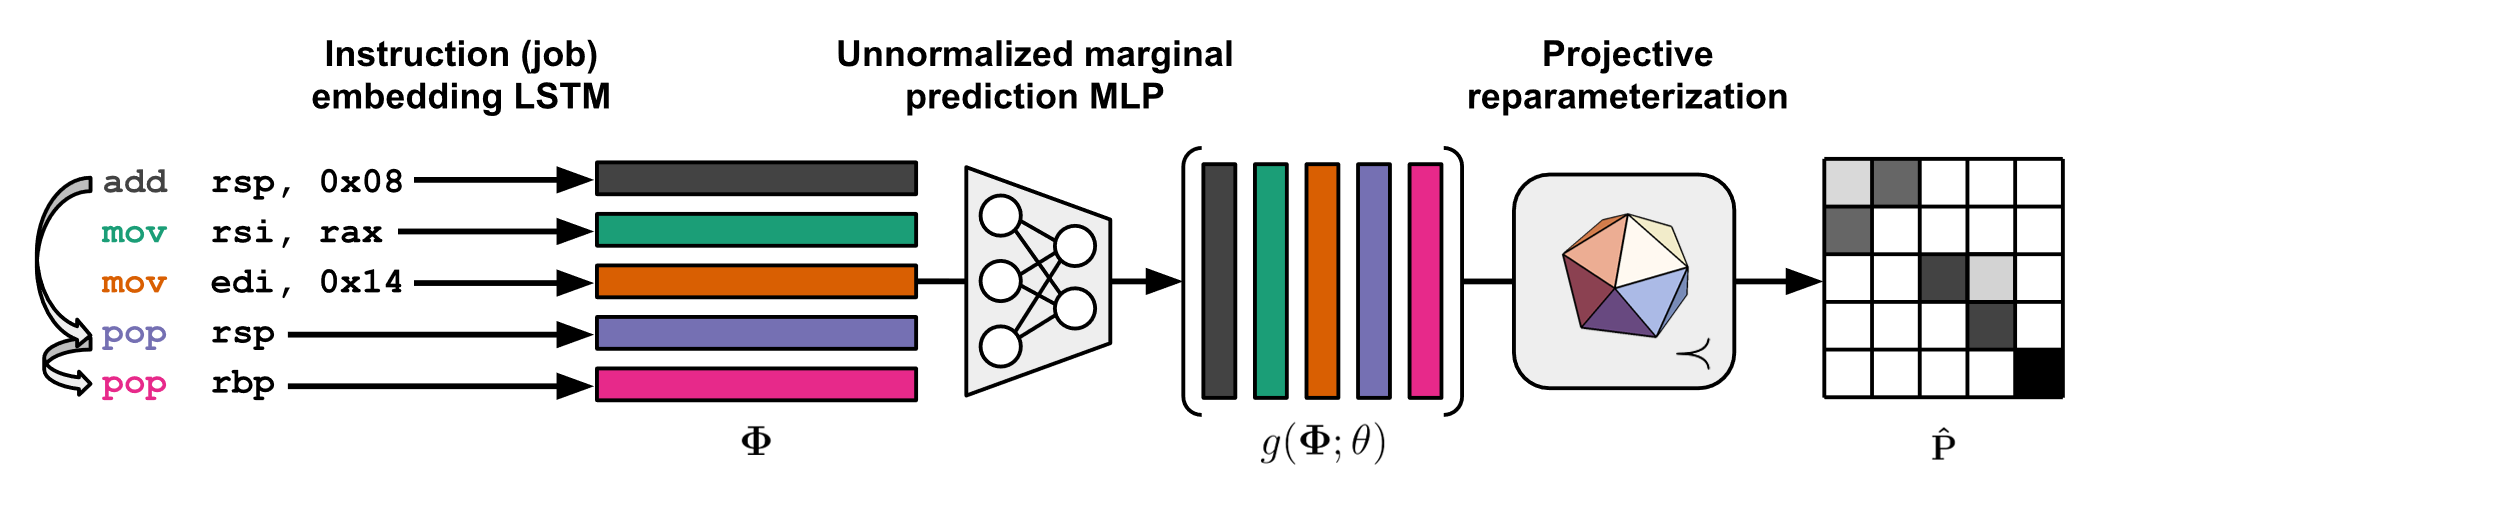 Instruction (job)
embedding LSTM
Unnormalized marginal
prediction MLP
Projective
reparameterization
add rsp, 0x08
mov rsi, rax
mov edi, 0x14
pop rsp
pop rbp
≺
Φ
g(Φ; θ)
P̂